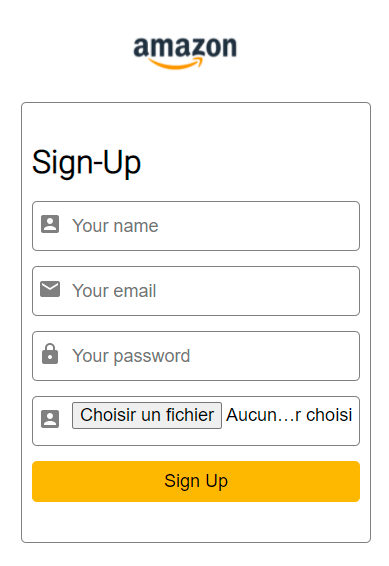 amazon
Sign-Up
Your name
Your email
Your password
Choisir un fichier Aucun…r choisi
Sign Up